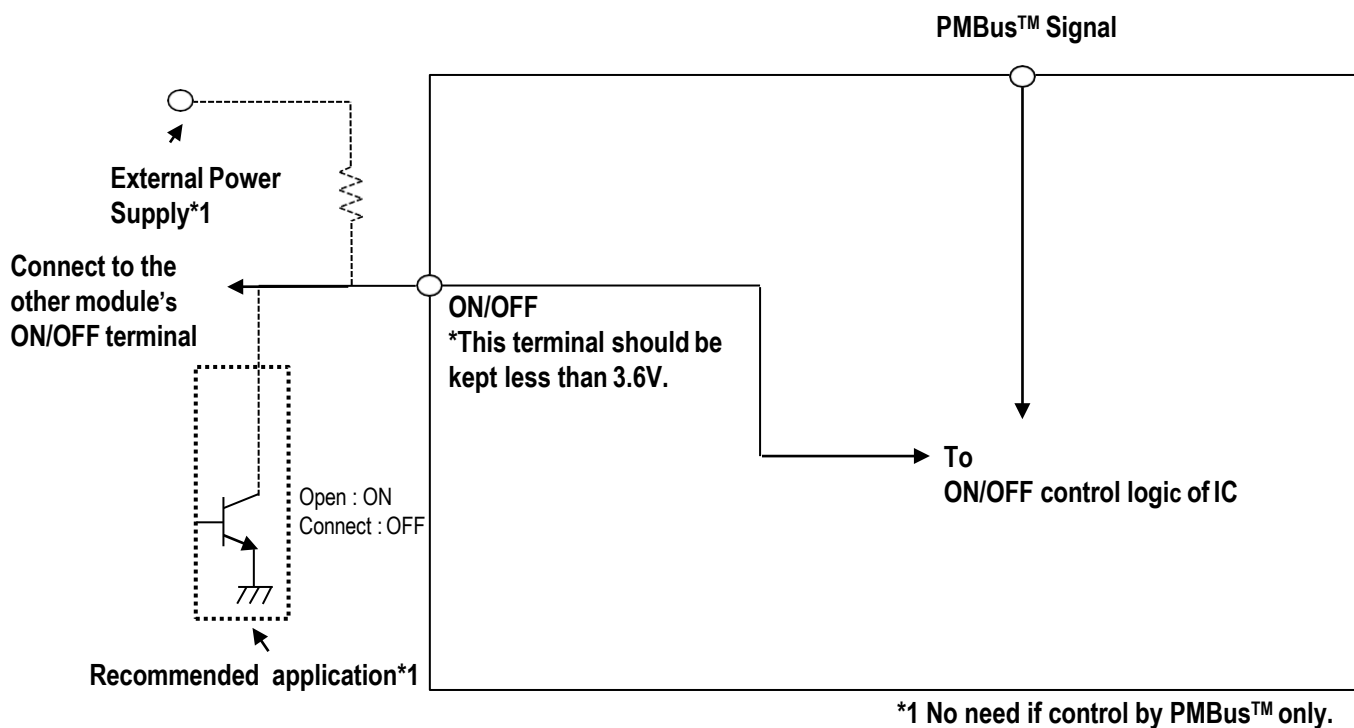 PMBus™ Signal
External Power
Supply*1
Connect to the
other module's
ON/OFF terminal
ON/OFF
*This terminal should be
kept less than 3.6V.
To
ON/OFF control logic of IC
Open : ON
Connect : OFF
Recommended application*1
*1 No need if control by PMBus™ only.